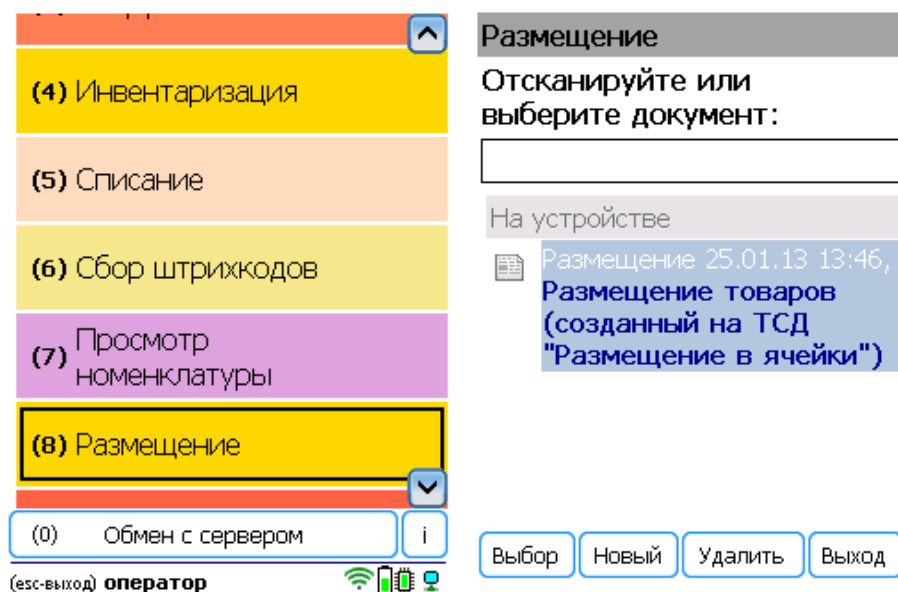 (4) Инвентаризация
(5) Списание
(6) Сбор штрихкодов
(7) Просмотр
номенклатуры
(8) Размещение
(0) Обмен с сервером i
(esc-выход) оператор
Размещение
Отсканируйте или
выберите документ:
На устройстве
Размещение 25.01.13 13:46,
Размещение товаров
(созданный на ТСД
"Размещение в ячейки")
Выбор Новый Удалить Выход